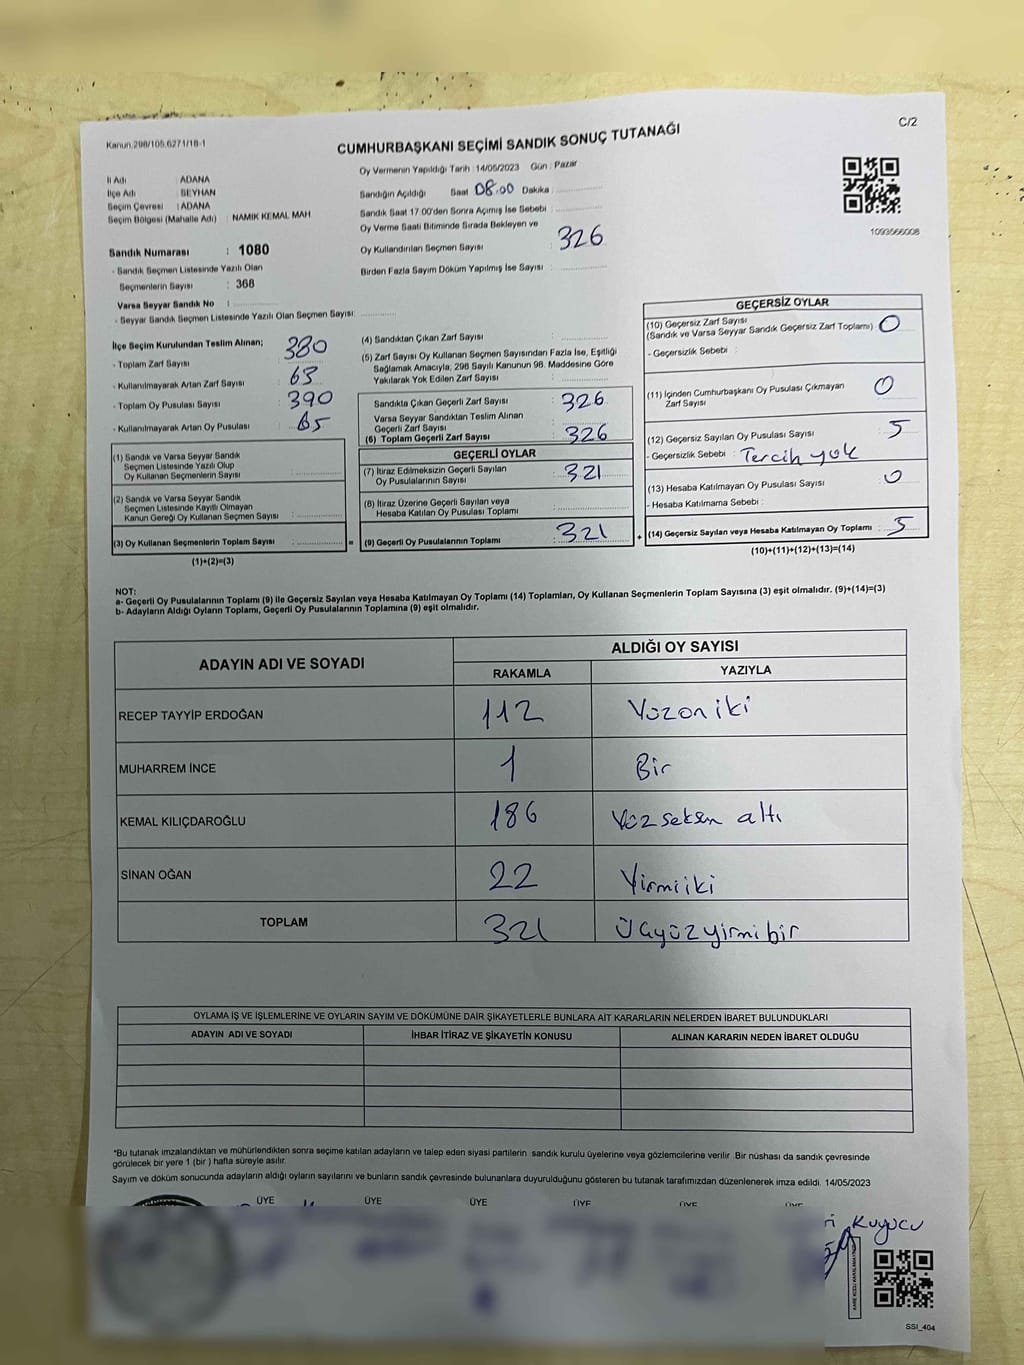 C/2
Kanun.298/105,6271/18-1
CUMHURBAŞKANI SEÇİMİ SANDIK SONUÇ TUTANAĞI
İl Adı : ADANA
İlçe Adı : SEYHAN
Seçim Çevresi : ADANA
Seçim Bölgesi (Mahalle Adı) : NAMIK KEMAL MAH
Sandık Numarası : 1080
- Sandık Seçmen Listesinde Yazılı Olan
Seçmenlerin Sayısı : 368
Varsa Seyyar Sandık No :
- Seyyar Sandık Seçmen Listesinde Yazılı Olan Seçmen Sayısı:
Oy Vermenin Yapıldığı Tarih : 14/05/2023 Gün : Pazar
Sandığın Açıldığı Saat 08.00 Dakika :
Sandık Saat 17.00'den Sonra Açılmış İse Sebebi :
Oy Verme Saati Bitiminde Sırada Bekleyen ve
Oy Kullandırılan Seçmen Sayısı : 326
Birden Fazla Sayım Döküm Yapılmış İse Sayısı :
1093566008
İlçe Seçim Kurulundan Teslim Alınan;
- Toplam Zarf Sayısı : 380
- Kullanılmayarak Artan Zarf Sayısı : 63
- Toplam Oy Pusulası Sayısı : 390
- Kullanılmayarak Artan Oy Pusulası : 65
(1) Sandık ve Varsa Seyyar Sandık
Seçmen Listesinde Yazılı Olup
Oy Kullanan Seçmenlerin Sayısı :
(2) Sandık ve Varsa Seyyar Sandık
Seçmen Listesinde Kayıtlı Olmayan
Kanun Gereği Oy Kullanan Seçmen Sayısı :
(3) Oy Kullanan Seçmenlerin Toplam Sayısı :
(1)+(2)=(3)
(4) Sandıktan Çıkan Zarf Sayısı :
(5) Zarf Sayısı Oy Kullanan Seçmen Sayısından Fazla İse, Eşitliği
Sağlamak Amacıyla, 298 Sayılı Kanunun 98. Maddesine Göre
Yakılarak Yok Edilen Zarf Sayısı :
Sandıkta Çıkan Geçerli Zarf Sayısı : 326
Varsa Seyyar Sandıktan Teslim Alınan
Geçerli Zarf Sayısı :
(6) Toplam Geçerli Zarf Sayısı : 326
GEÇERLİ OYLAR
(7) İtiraz Edilmeksizin Geçerli Sayılan
Oy Pusulalarının Sayısı : 321
(8) İtiraz Üzerine Geçerli Sayılan veya
Hesaba Katılan Oy Pusulası Toplamı :
= (9) Geçerli Oy Pusulalarının Toplamı : 321
GEÇERSİZ OYLAR
(10) Geçersiz Zarf Sayısı
(Sandık ve Varsa Seyyar Sandık Geçersiz Zarf Toplamı) : 0
- Geçersizlik Sebebi :
(11) İçinden Cumhurbaşkanı Oy Pusulası Çıkmayan
Zarf Sayısı : 0
(12) Geçersiz Sayılan Oy Pusulası Sayısı : 5
- Geçersizlik Sebebi : Tercih yok
(13) Hesaba Katılmayan Oy Pusulası Sayısı : 0
- Hesaba Katılmama Sebebi :
+ (14) Geçersiz Sayılan veya Hesaba Katılmayan Oy Toplamı : 5
(10)+(11)+(12)+(13)=(14)
NOT:
a- Geçerli Oy Pusulalarının Toplamı (9) ile Geçersiz Sayılan veya Hesaba Katılmayan Oy Toplamı (14) Toplamları, Oy Kullanan Seçmenlerin Toplam Sayısına (3) eşit olmalıdır. (9)+(14)=(3)
b- Adayların Aldığı Oyların Toplamı, Geçerli Oy Pusulalarının Toplamına (9) eşit olmalıdır.
ADAYIN ADI VE SOYADI
ALDIĞI OY SAYISI
RAKAMLA YAZIYLA
RECEP TAYYİP ERDOĞAN 112 Yüzoniki
MUHARREM İNCE 1 Bir
KEMAL KILIÇDAROĞLU 186 Yüz seksen altı
SİNAN OĞAN 22 Yirmiiki
TOPLAM 321 Üçyüz yirmi bir
OYLAMA İŞ VE İŞLEMLERİNE VE OYLARIN SAYIM VE DÖKÜMÜNE DAİR ŞİKAYETLERLE BUNLARA AİT KARARLARIN NELERDEN İBARET BULUNDUKLARI
ADAYIN ADI VE SOYADI İHBAR İTİRAZ VE ŞİKAYETİN KONUSU ALINAN KARARIN NEDEN İBARET OLDUĞU
*Bu tutanak imzalandıktan ve mühürlendikten sonra seçime katılan adayların ve talep eden siyasi partilerin sandık kurulu üyelerine veya gözlemcilerine verilir. Bir nüshası da sandık çevresinde
görülecek bir yere 1 (bir) hafta süreyle asılır.
Sayım ve döküm sonucunda adayların aldığı oyların sayılarını ve bunların sandık çevresinde bulunanlara duyurulduğunu gösteren bu tutanak tarafımızdan düzenlenerek imza edildi. 14/05/2023
ÜYE ÜYE ÜYE ÜYE ÜYE ÜYE
Kuyucu
SSI_404